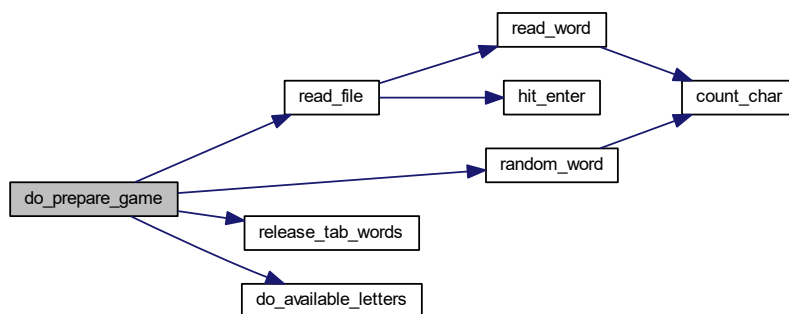 read_word
read_file
hit_enter
count_char
random_word
do_prepare_game
release_tab_words
do_available_letters